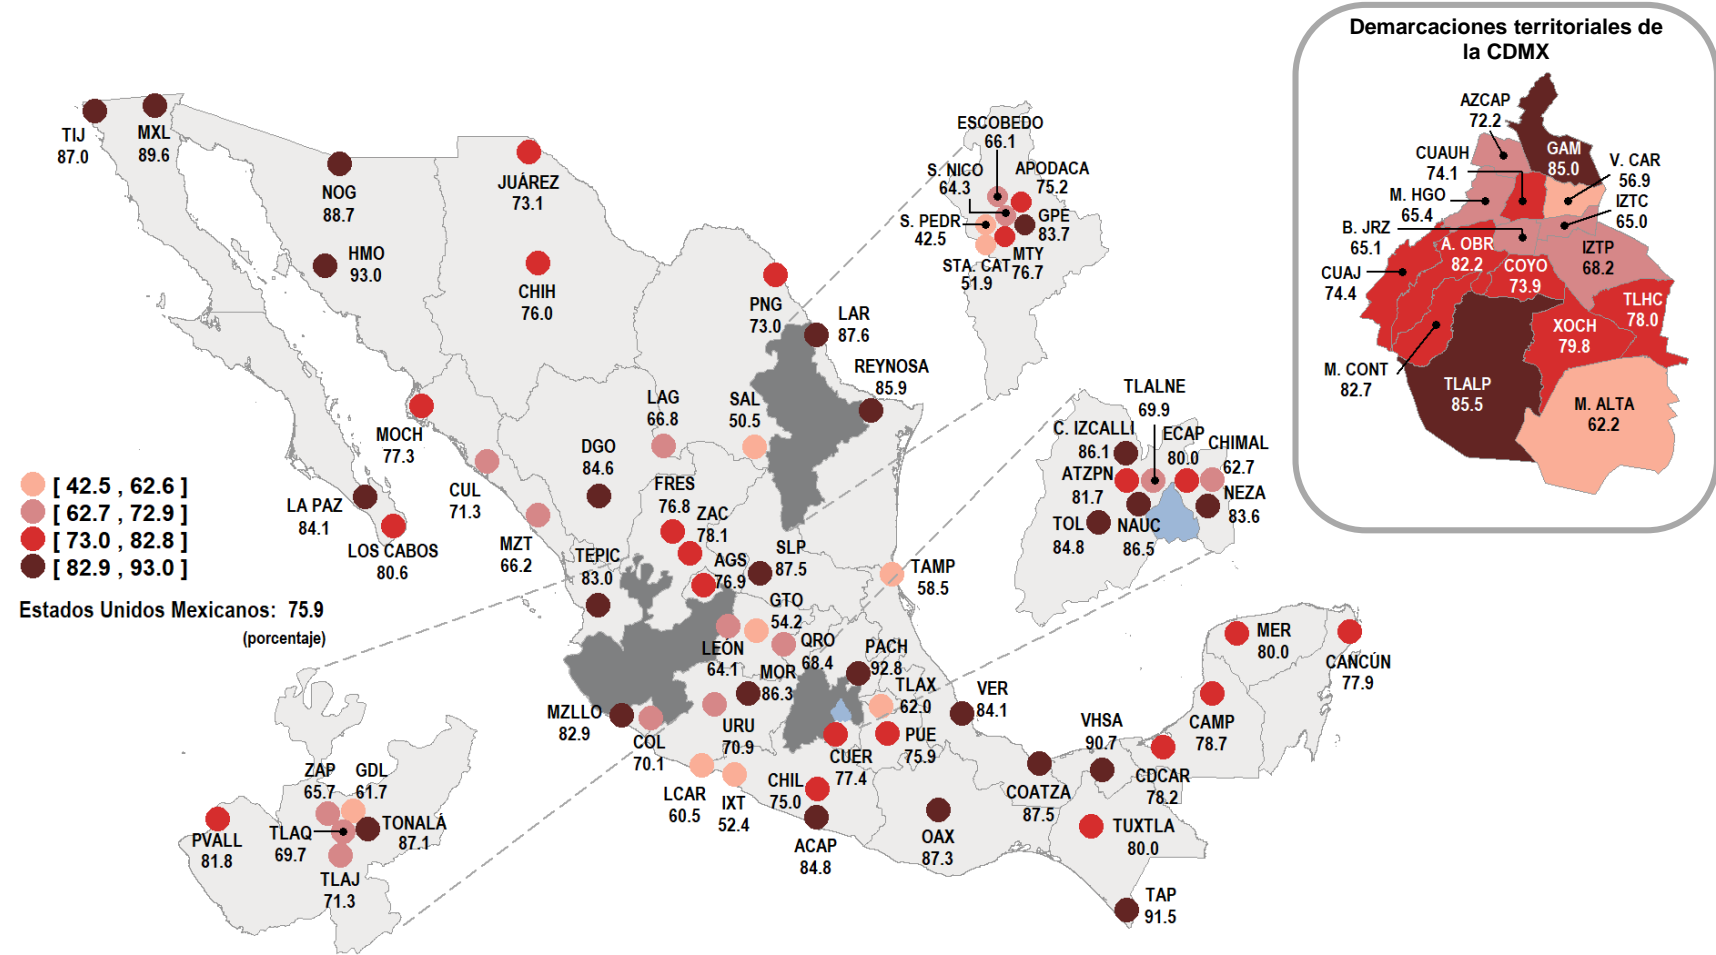 Demarcaciones territoriales de
la CDMX
AZCAP
72.2
CUAUH
74.1
GAM
85.0
V. CAR
56.9
M. HGO
65.4
IZTC
65.0
B. JRZ
65.1
A. OBR
82.2
IZTP
68.2
CUAJ
74.4
COYO
73.9
TLHC
78.0
XOCH
79.8
M. CONT
82.7
TLALP
85.5
M. ALTA
62.2
TIJ
87.0
MXL
89.6
NOG
88.7
HMO
93.0
JUÁREZ
73.1
CHIH
76.0
ESCOBEDO
66.1
S. NICO
64.3
APODACA
75.2
S. PEDR
42.5
GPE
83.7
STA. CAT
51.9
MTY
76.7
PNG
73.0
LAR
87.6
REYNOSA
85.9
LAG
66.8
SAL
50.5
MOCH
77.3
CUL
71.3
DGO
84.6
FRES
76.8
ZAC
78.1
LA PAZ
84.1
LOS CABOS
80.6
MZT
66.2
TEPIC
83.0
AGS
76.9
SLP
87.5
TAMP
58.5
TLALNE
69.9
C. IZCALLI
86.1
ECAP
80.0
CHIMAL
62.7
ATZPN
81.7
NEZA
83.6
TOL
84.8
NAUC
86.5
[ 42.5 , 62.6 ]
[ 62.7 , 72.9 ]
[ 73.0 , 82.8 ]
[ 82.9 , 93.0 ]
Estados Unidos Mexicanos: 75.9
(porcentaje)
GTO
54.2
LEÓN
64.1
QRO
68.4
PACH
92.8
MOR
86.3
TLAX
62.0
VER
84.1
MZLLO
82.9
COL
70.1
URU
70.9
CUER
77.4
PUE
75.9
LCAR
60.5
IXT
52.4
CHIL
75.0
ACAP
84.8
OAX
87.3
COATZA
87.5
VHSA
90.7
CDCAR
78.2
CAMP
78.7
MER
80.0
CANCÚN
77.9
TUXTLA
80.0
TAP
91.5
ZAP
65.7
GDL
61.7
PVALL
81.8
TLAQ
69.7
TONALÁ
87.1
TLAJ
71.3